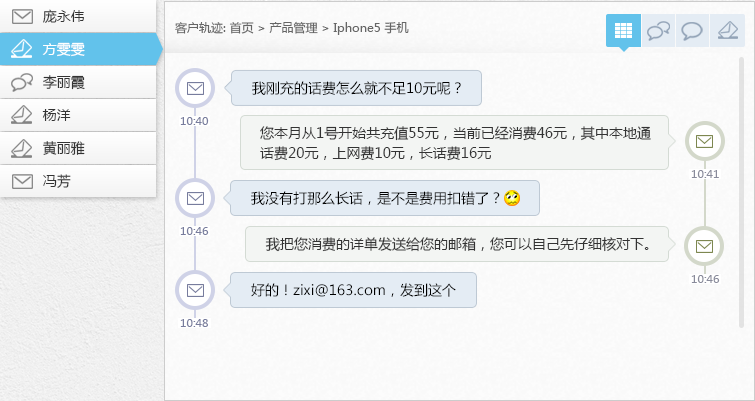 庞永伟
方雯雯
李丽霞
杨洋
黄丽雅
冯芳
客户轨迹: 首页 > 产品管理 > Iphone5 手机
我刚充的话费怎么就不足10元呢？
10:40
您本月从1号开始共充值55元，当前已经消费46元，其中本地通
话费20元，上网费10元，长话费16元
10:41
我没有打那么长话，是不是费用扣错了？
10:46
我把您消费的详单发送给您的邮箱，您可以自己先仔细核对下。
10:46
好的！zixi@163.com，发到这个
10:48